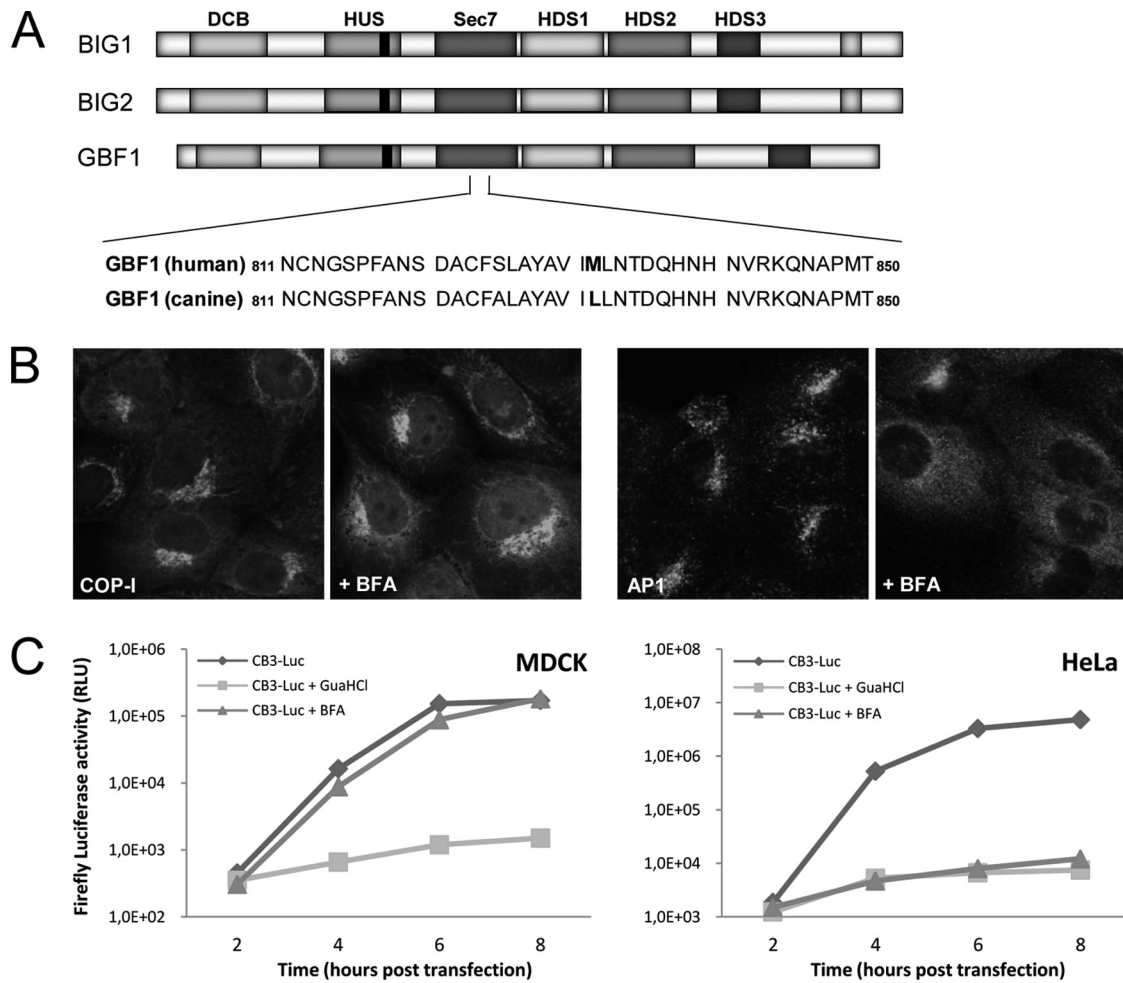 A
DCB HUS Sec7 HDS1 HDS2 HDS3
BIG1
BIG2
GBF1
GBF1 (human) 811 NCNGSPFANS DACFSLAYAV IMLNTDQHNH NVRKQNAPMT 850
GBF1 (canine) 811 NCNGSPFANS DACFALAYAV ILLNTDQHNH NVRKQNAPMT 850
B
COP-I
+ BFA
AP1
+ BFA
C
Firefly Luciferase activity (RLU)
1,0E+06
1,0E+05
1,0E+04
1,0E+03
1,0E+02
CB3-Luc
CB3-Luc + GuaHCl
CB3-Luc + BFA
MDCK
2 4 6 8
Time (hours post transfection)
1,0E+08
1,0E+07
1,0E+06
1,0E+05
1,0E+04
1,0E+03
CB3-Luc
CB3-Luc + GuaHCl
CB3-Luc + BFA
HeLa
2 4 6 8
Time (hours post transfection)